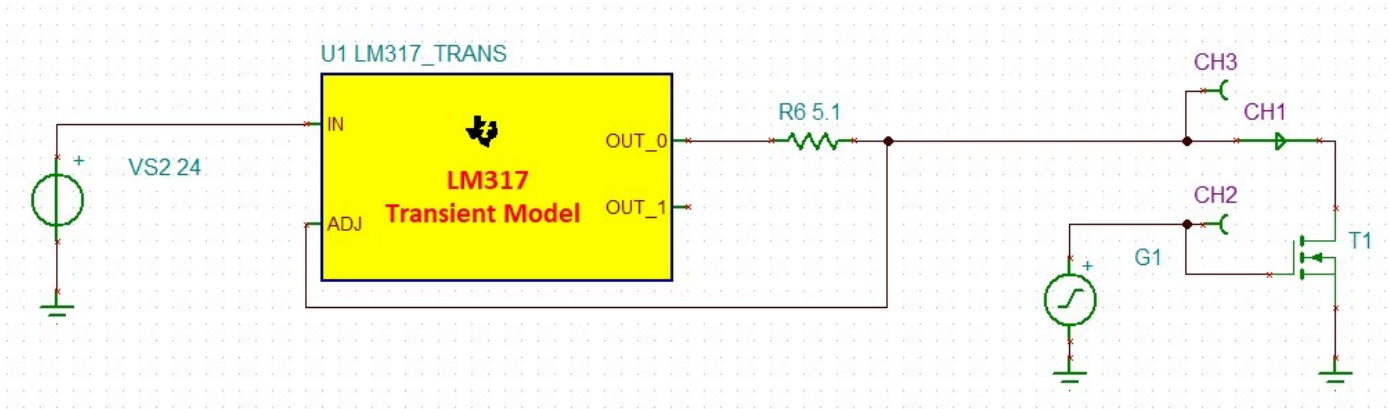 U1 LM317_TRANS
CH3
R6 5.1
CH1
IN
OUT_0
+
VS2 24
LM317
Transient Model
OUT_1
CH2
ADJ
T1
G1
+